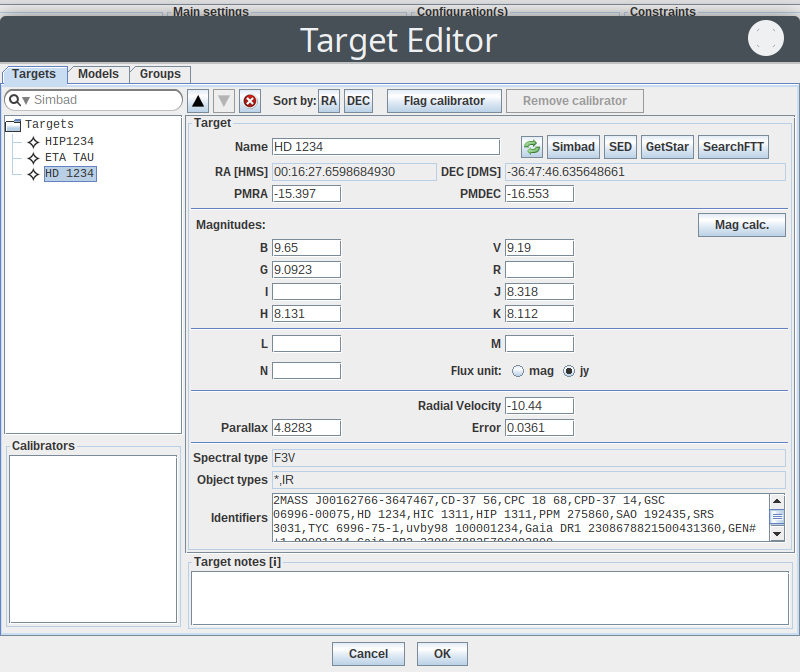 Main settings Configuration(s) Constraints
Target Editor
Targets Models Groups
Simbad Sort by: RA DEC Flag calibrator Remove calibrator
Targets
HIP1234
ETA TAU
HD 1234
Calibrators
Target
Name HD 1234 Simbad SED GetStar SearchFTT
RA [HMS] 00:16:27.6598684930 DEC [DMS] -36:47:46.635648661
PMRA -15.397 PMDEC -16.553
Magnitudes: Mag calc.
B 9.65 V 9.19
G 9.0923 R
I J 8.318
H 8.131 K 8.112
L M
N Flux unit: mag jy
Radial Velocity -10.44
Parallax 4.8283 Error 0.0361
Spectral type F3V
Object types *,IR
Identifiers
2MASS J00162766-3647467,CD-37 56,CPC 18 68,CPD-37 14,GSC
06996-00075,HD 1234,HIC 1311,HIP 1311,PPM 275860,SAO 192435,SRS
3031,TYC 6996-75-1,uvby98 100001234,Gaia DR1 2308678821500431360,GEN#
Target notes [i]
Cancel OK